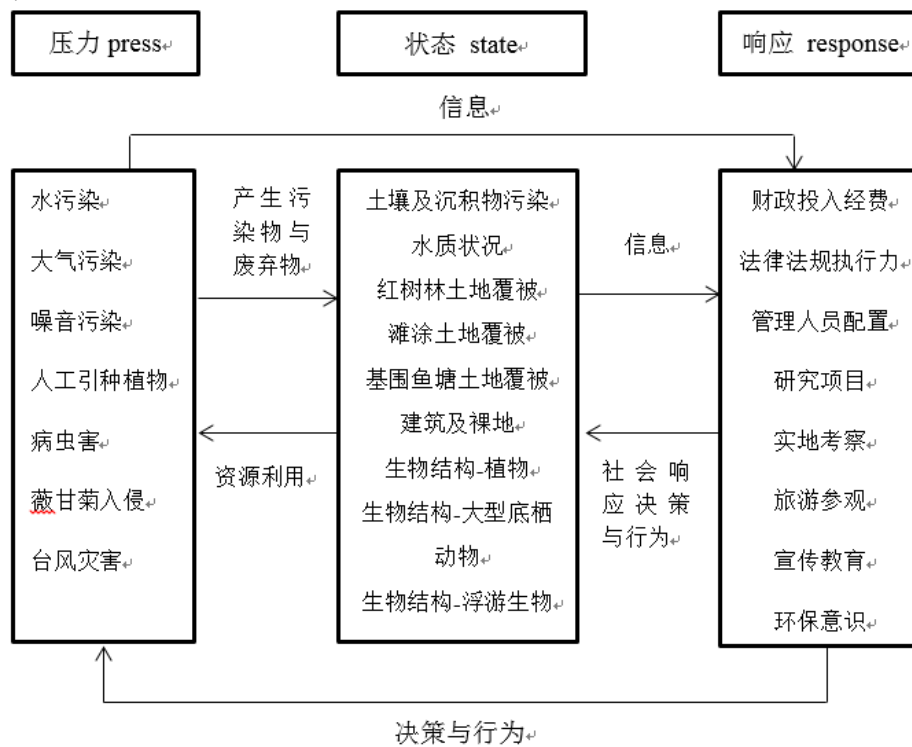 压力 press
状态 state
响应 response
信息
水污染
大气污染
噪音污染
人工引种植物
病虫害
薇甘菊入侵
台风灾害
产生污
染物与
废弃物
资源利用
土壤及沉积物污染
水质状况
红树林土地覆被
滩涂土地覆被
基围鱼塘土地覆被
建筑及裸地
生物结构-植物
生物结构-大型底栖
动物
生物结构-浮游生物
信息
社会响
应决策
与行为
财政投入经费
法律法规执行力
管理人员配置
研究项目
实地考察
旅游参观
宣传教育
环保意识
决策与行为